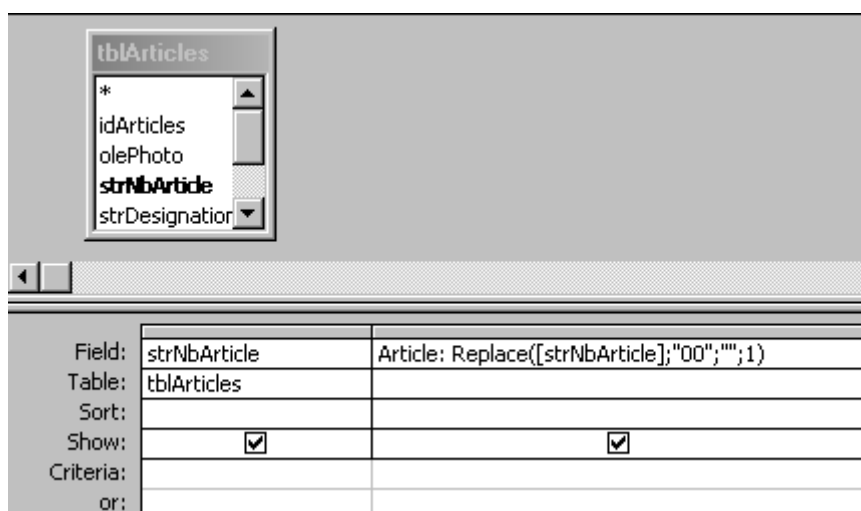 tblArticles
*
idArticles
olePhoto
strNbArticle
strDesignation
Field: strNbArticle Article: Replace([strNbArticle];"00";"";1)
Table: tblArticles
Sort:
Show:
Criteria:
or: